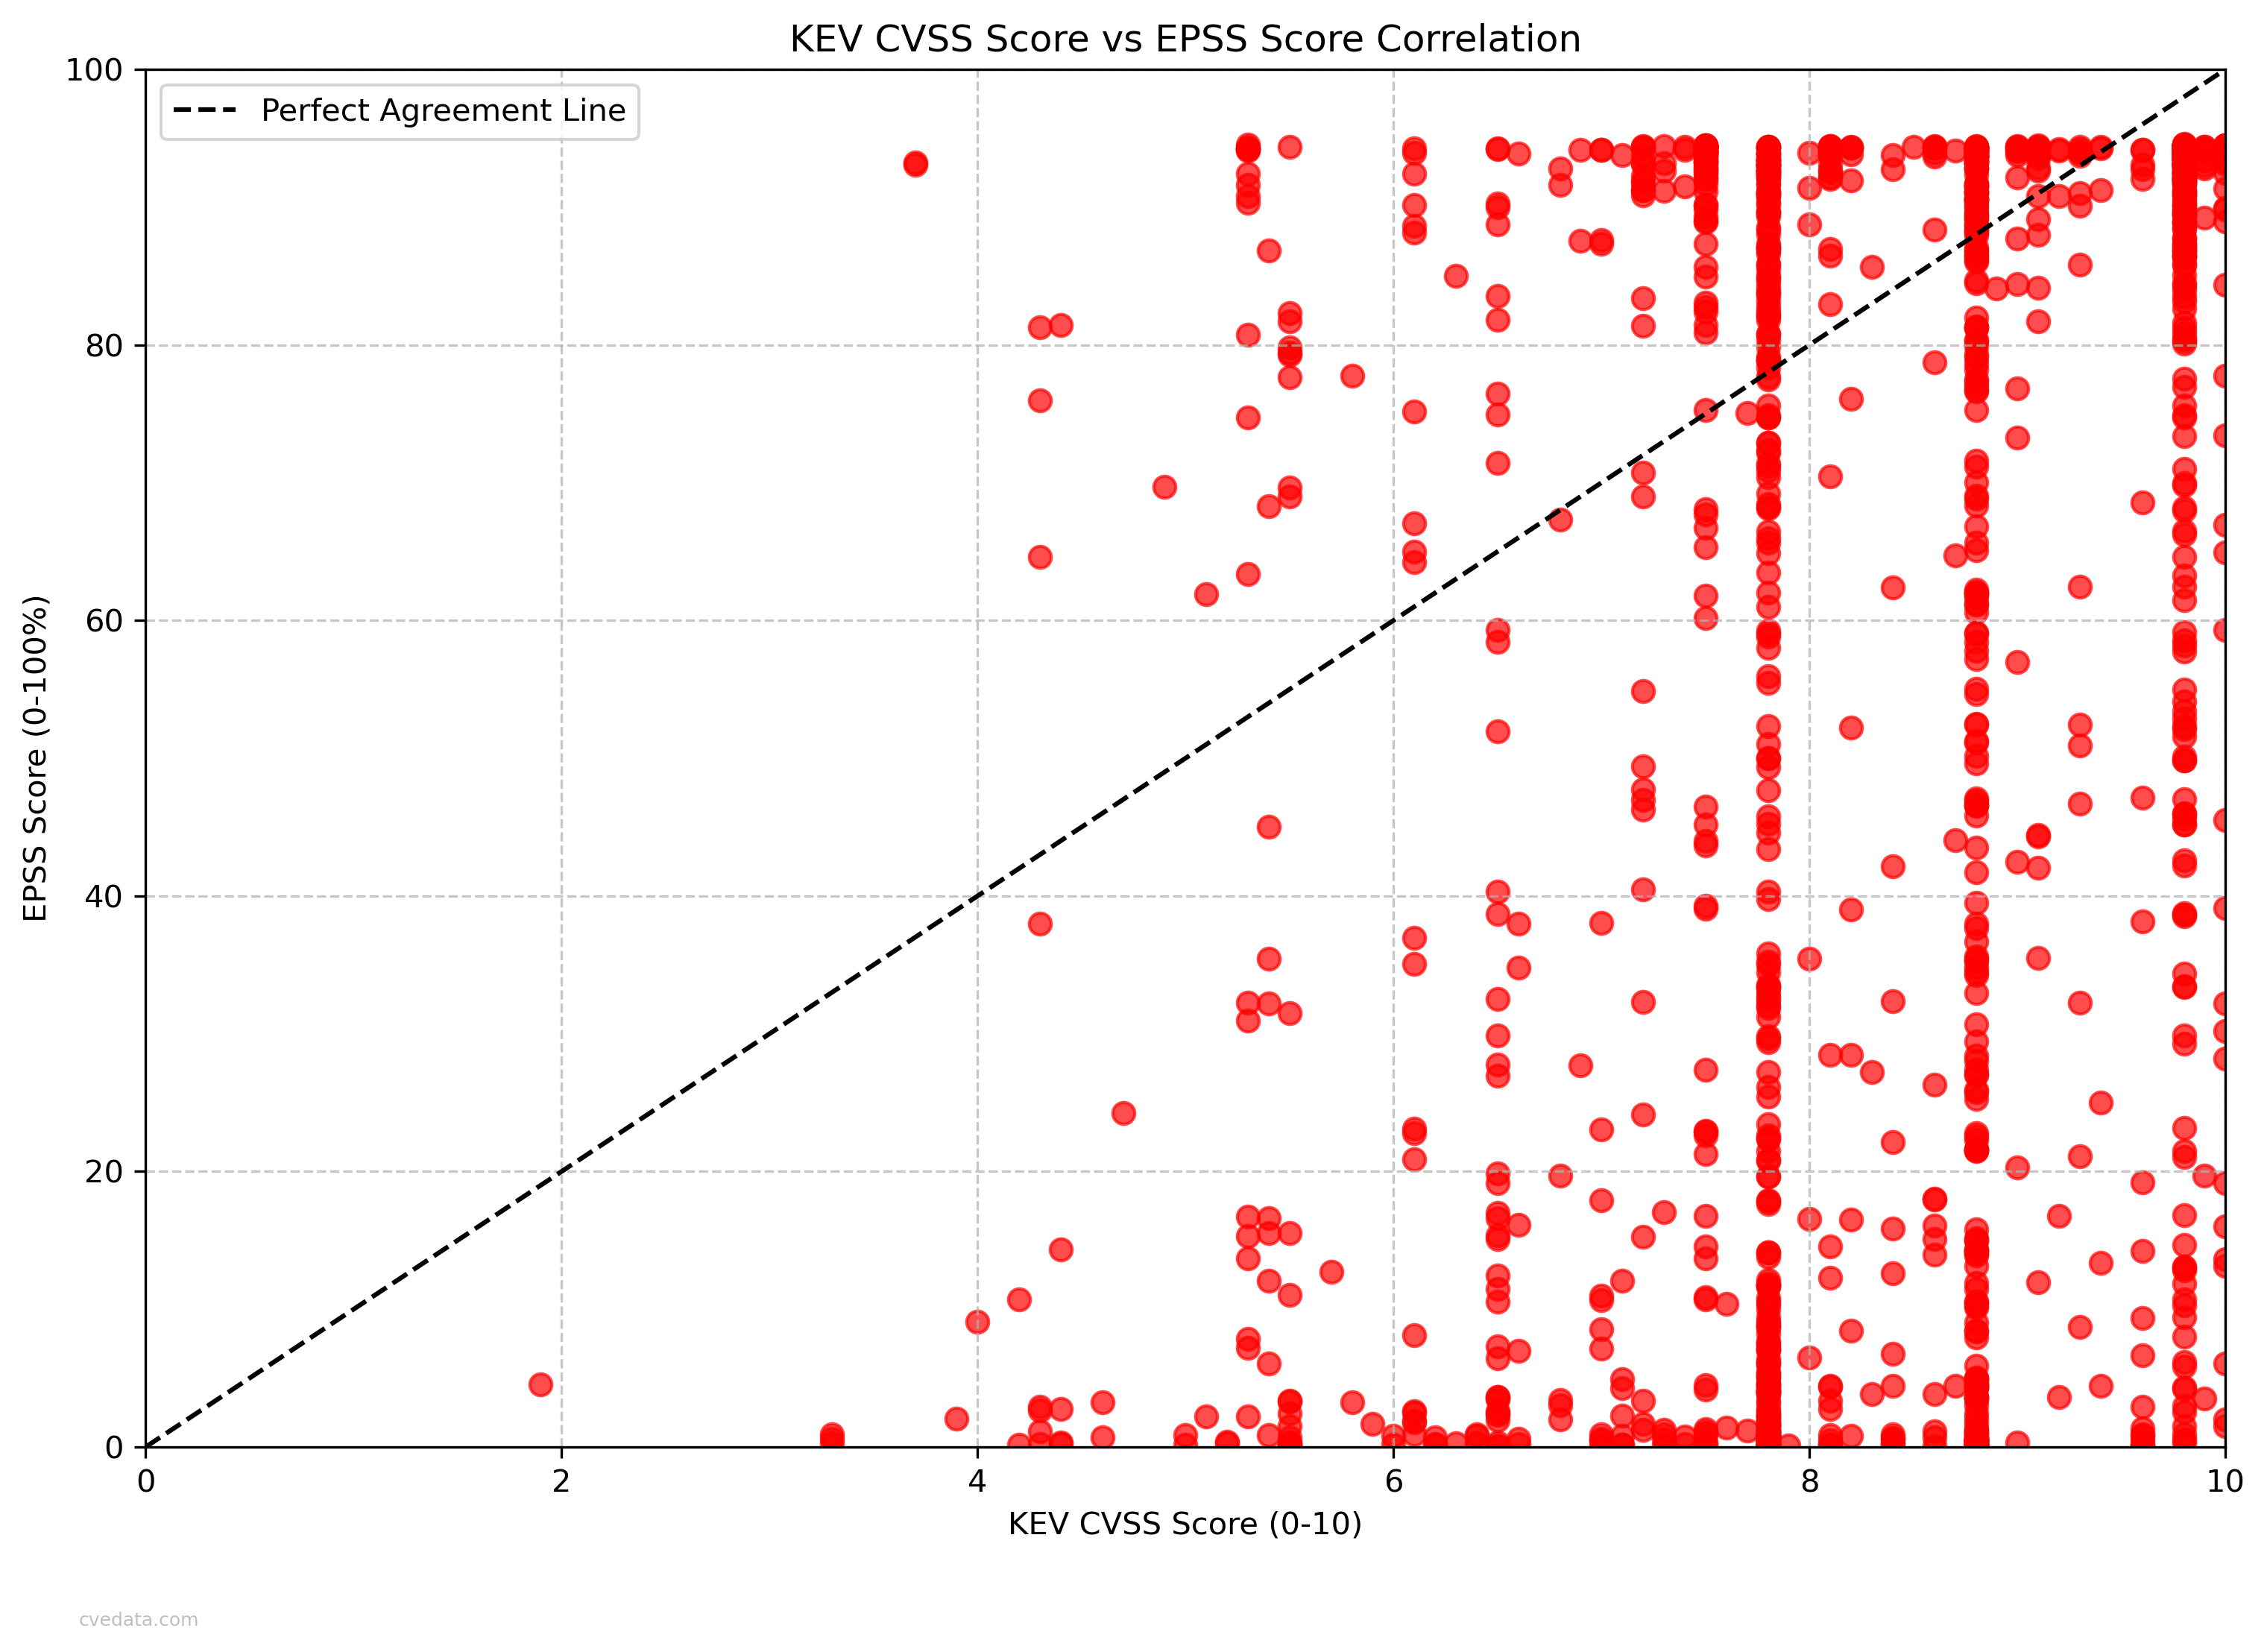 KEV CVSS Score vs EPSS Score Correlation
Perfect Agreement Line
EPSS Score (0-100%)
100
80
60
40
20
0
0 2 4 6 8 10
KEV CVSS Score (0-10)
cvedata.com